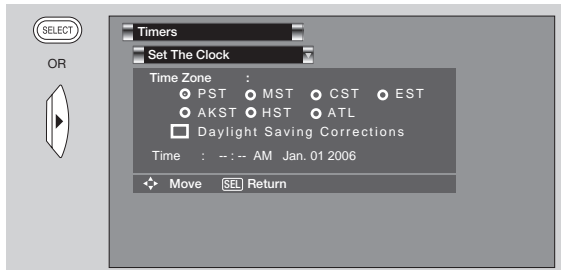 SELECT
OR
Timers
Set The Clock
Time Zone :
PST MST CST EST
AKST HST ATL
Daylight Saving Corrections
Time : -- : -- AM Jan. 01 2006
Move SEL Return